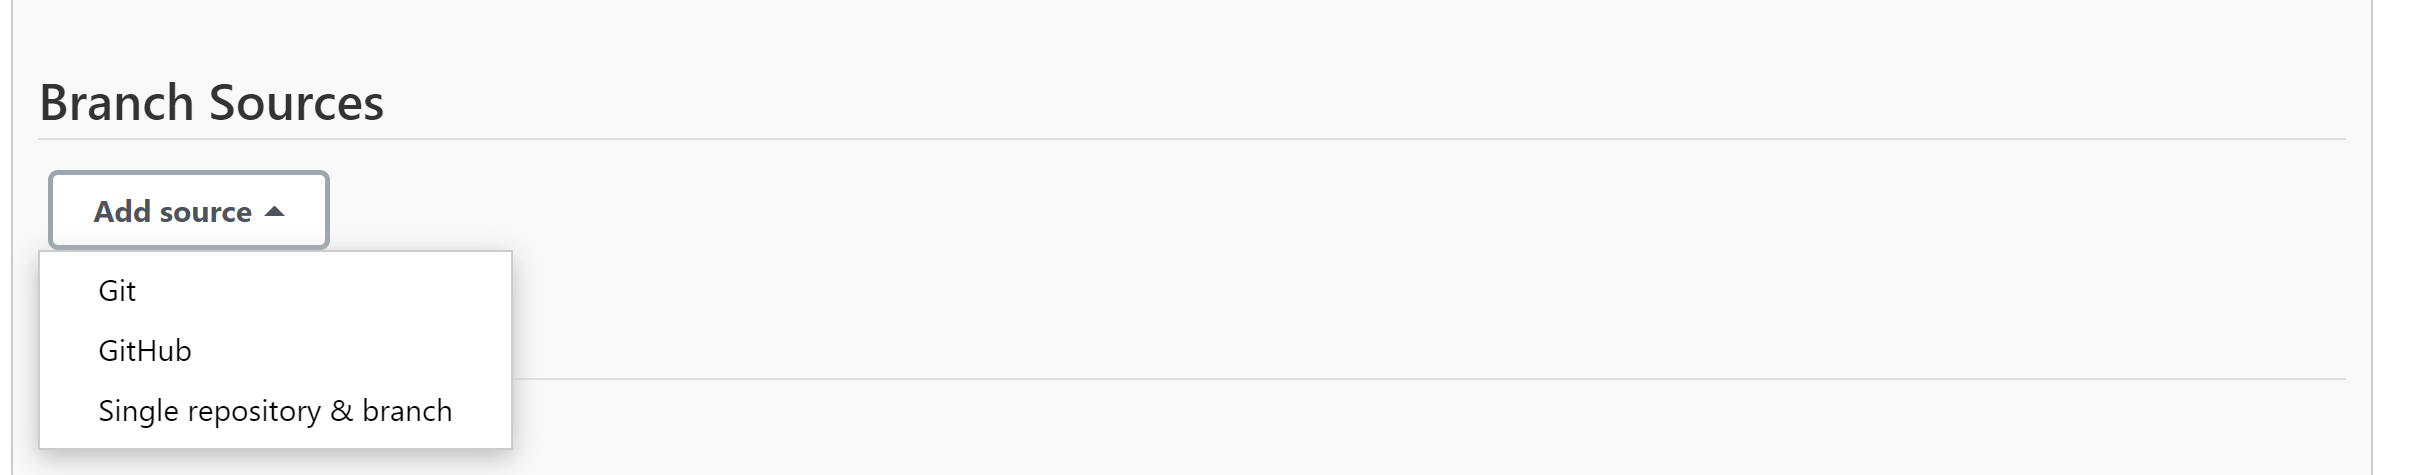 Branch Sources
Add source
Git
GitHub
Single repository & branch